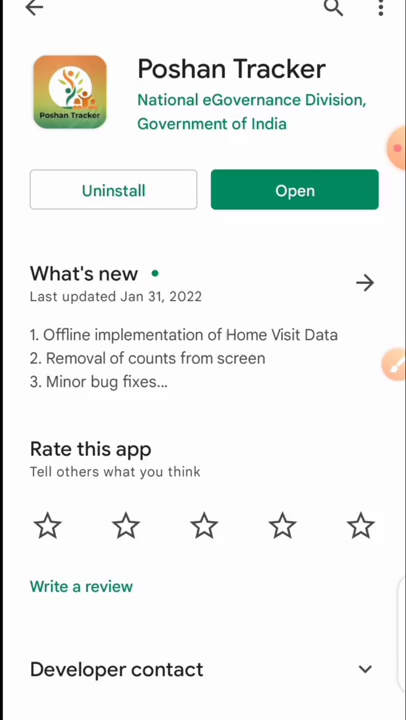 Poshan Tracker
Poshan Tracker
National eGovernance Division,
Government of India
Uninstall
Open
What's new
Last updated Jan 31, 2022
1. Offline implementation of Home Visit Data
2. Removal of counts from screen
3. Minor bug fixes...
Rate this app
Tell others what you think
Write a review
Developer contact